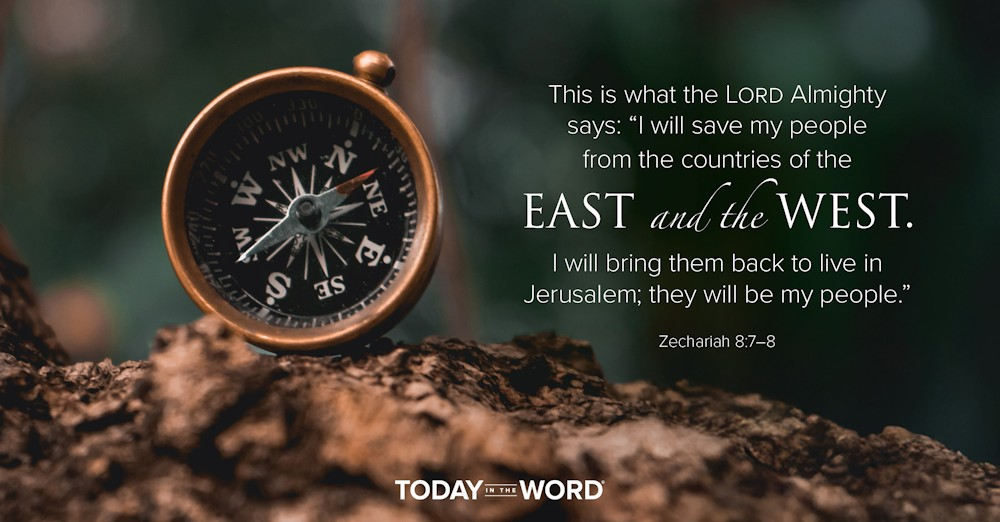 330
300
N
NW
NE
W
E
SW
S
SE
This is what the LORD Almighty
says: “I will save my people
from the countries of the
EAST and the WEST.
I will bring them back to live in
Jerusalem; they will be my people.”
Zechariah 8:7–8
TODAY IN THE WORD®